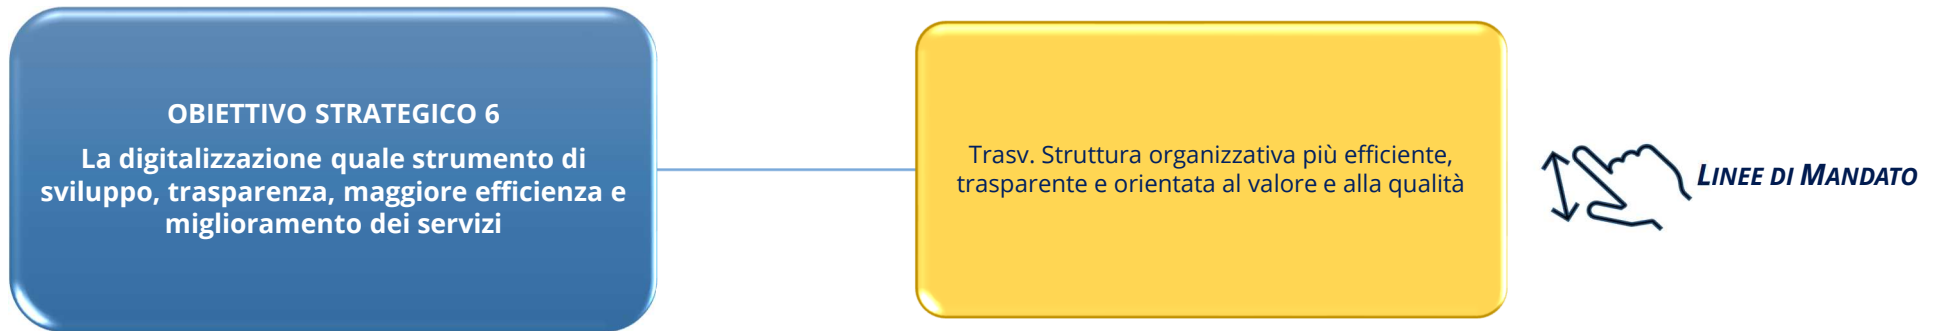 OBIETTIVO STRATEGICO 6
La digitalizzazione quale strumento di
sviluppo, trasparenza, maggiore efficienza e
miglioramento dei servizi
Trasv. Struttura organizzativa più efficiente,
trasparente e orientata al valore e alla qualità
LINEE DI MANDATO